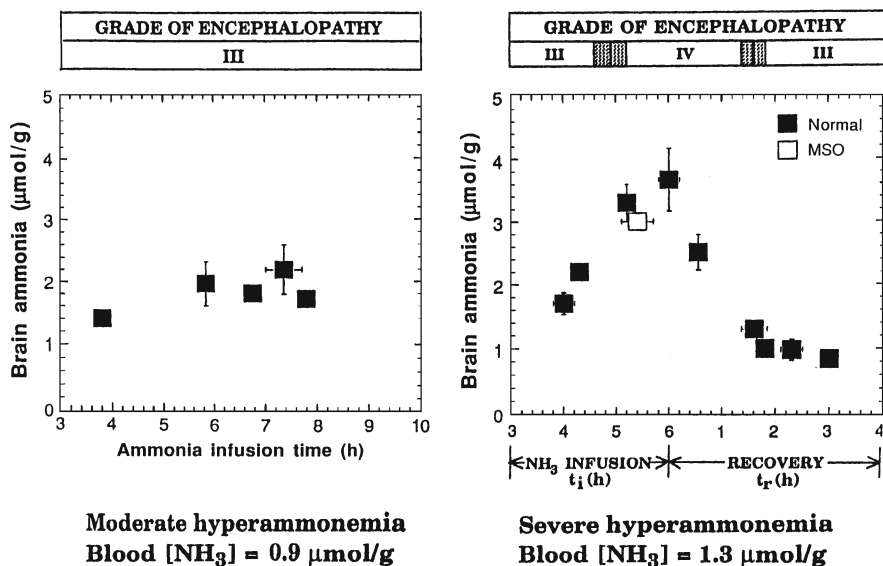 GRADE OF ENCEPHALOPATHY
III
5
4
3
2
1
0
Brain ammonia (μmol/g)
3 4 5 6 7 8 9 10
Ammonia infusion time (h)
Moderate hyperammonemia
Blood [NH₃] = 0.9 μmol/g
GRADE OF ENCEPHALOPATHY
III IV III
5
4
3
2
1
0
Brain ammonia (μmol/g)
Normal
MSO
3 4 5 6 1 2 3 4
NH₃ INFUSION RECOVERY
tᵢ(h) tᵣ(h)
Severe hyperammonemia
Blood [NH₃] = 1.3 μmol/g